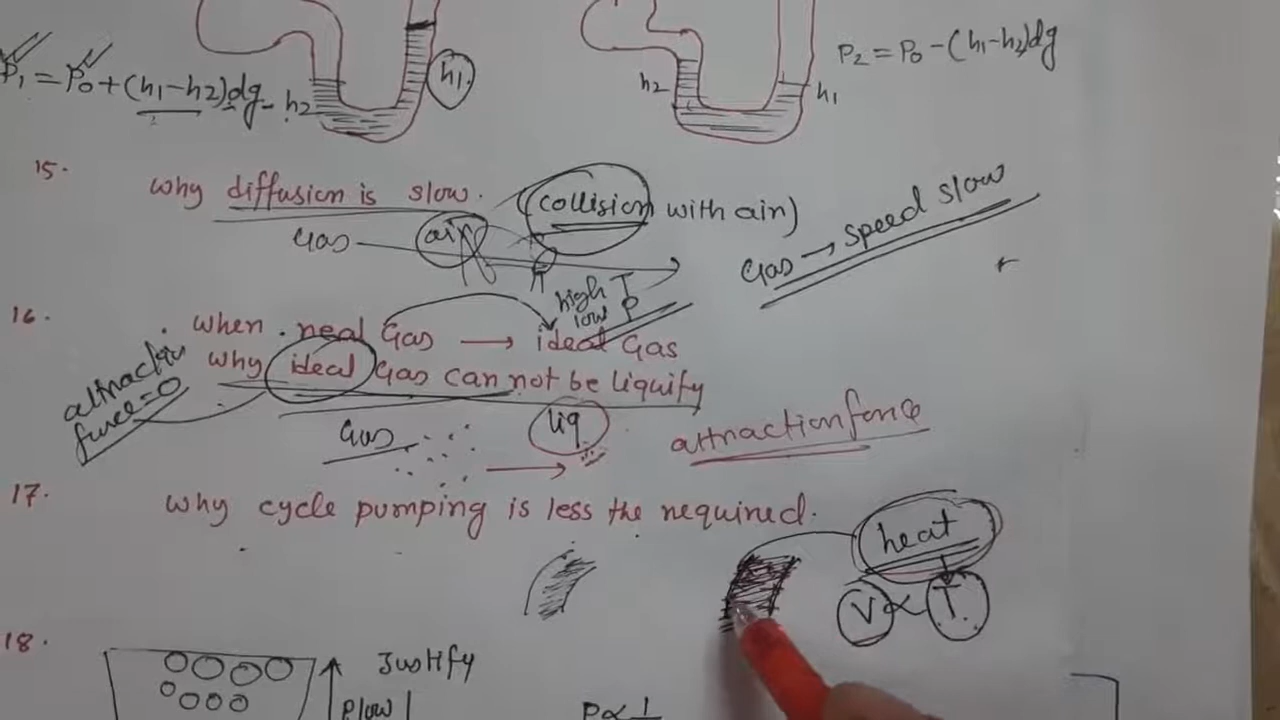 P1 = P0 + (h1-h2)dg
h2
h1
h2
h1
P2 = P0 - (h1-h2)dg
15.
why diffusion is slow.
(collision with air)
Gas
air
Gas → speed slow
high T
low P
16.
when real Gas → ideal Gas
why ideal Gas can not be liquify
attraction
force=0
Gas
liq
attraction force
17.
why cycle pumping is less the required.
heat
V ∝ T
18.
Justify
Plow
P∝ 1